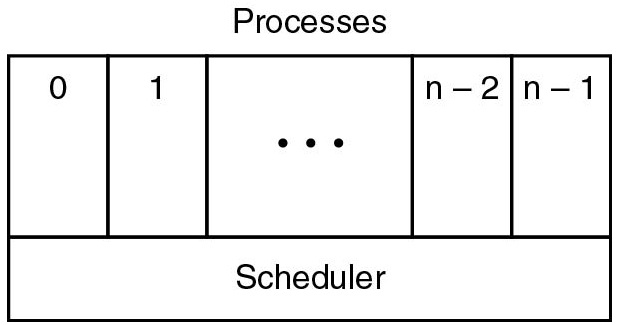 Processes
0 1 • • • n – 2 n – 1
Scheduler